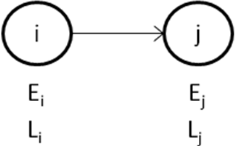 i j
Eᵢ Eⱼ
Lᵢ Lⱼ